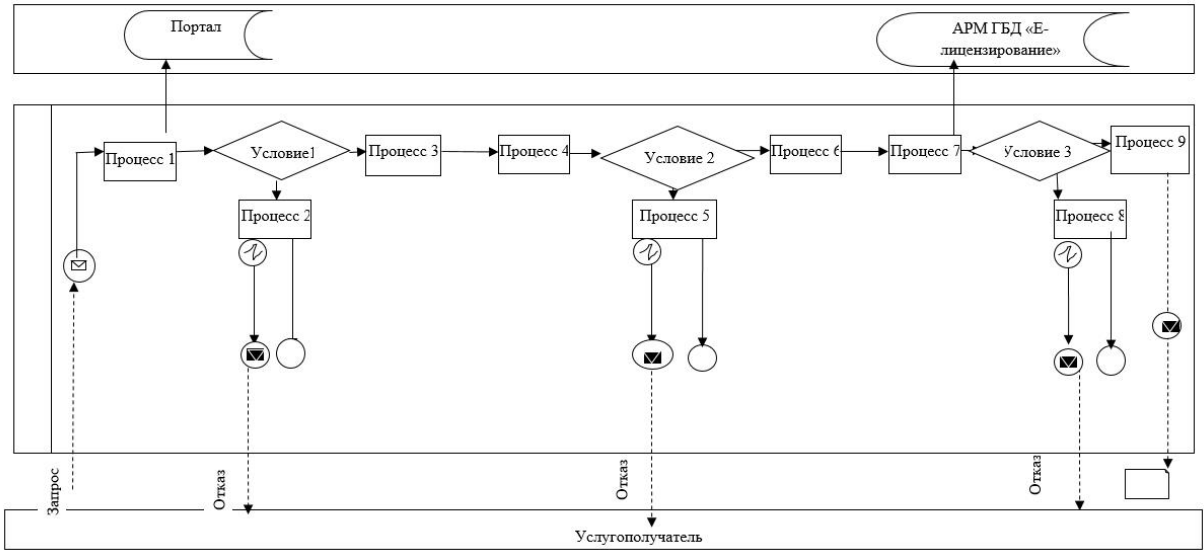 Портал
АРМ ГБД «Е-
лицензирование»
Процесс 1
Условие1
Процесс 3
Процесс 4
Условие 2
Процесс 6
Процесс 7
Условие 3
Процесс 9
Процесс 2
Процесс 5
Процесс 8
Запрос
Отказ
Отказ
Отказ
Услугополучатель